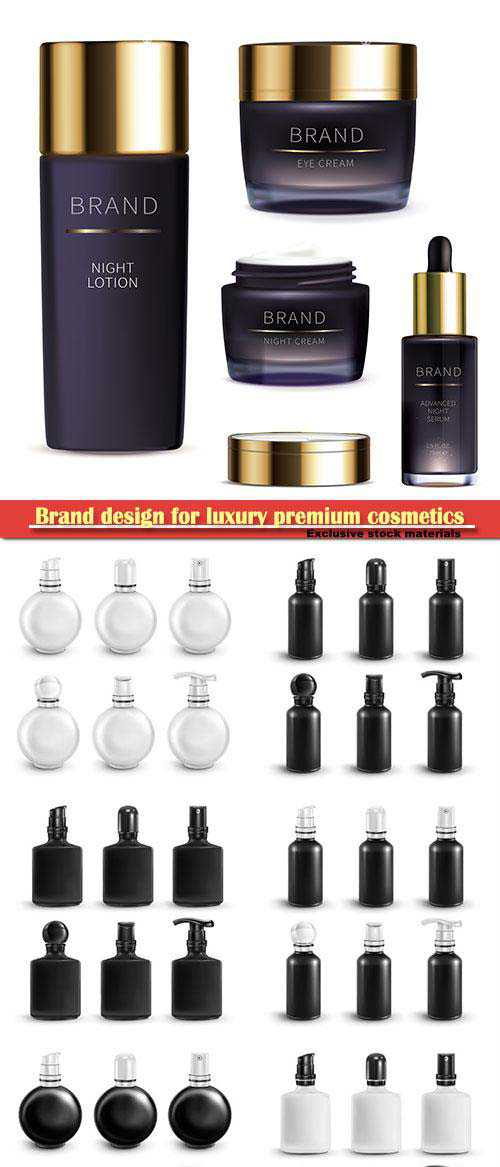 BRAND
NIGHT
LOTION
BRAND
EYE CREAM
BRAND
NIGHT CREAM
BRAND
ADVANCED
NIGHT
SERUM
Brand design for luxury premium cosmetics
Exclusive stock materials